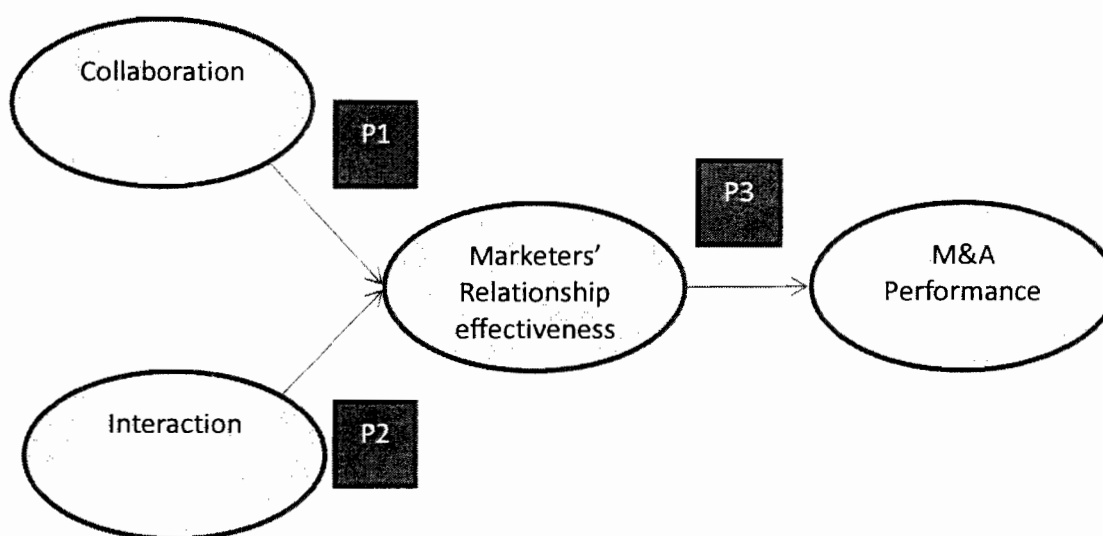 Collaboration
P1
P3
Marketers’
Relationship
effectiveness
M&A
Performance
Interaction
P2